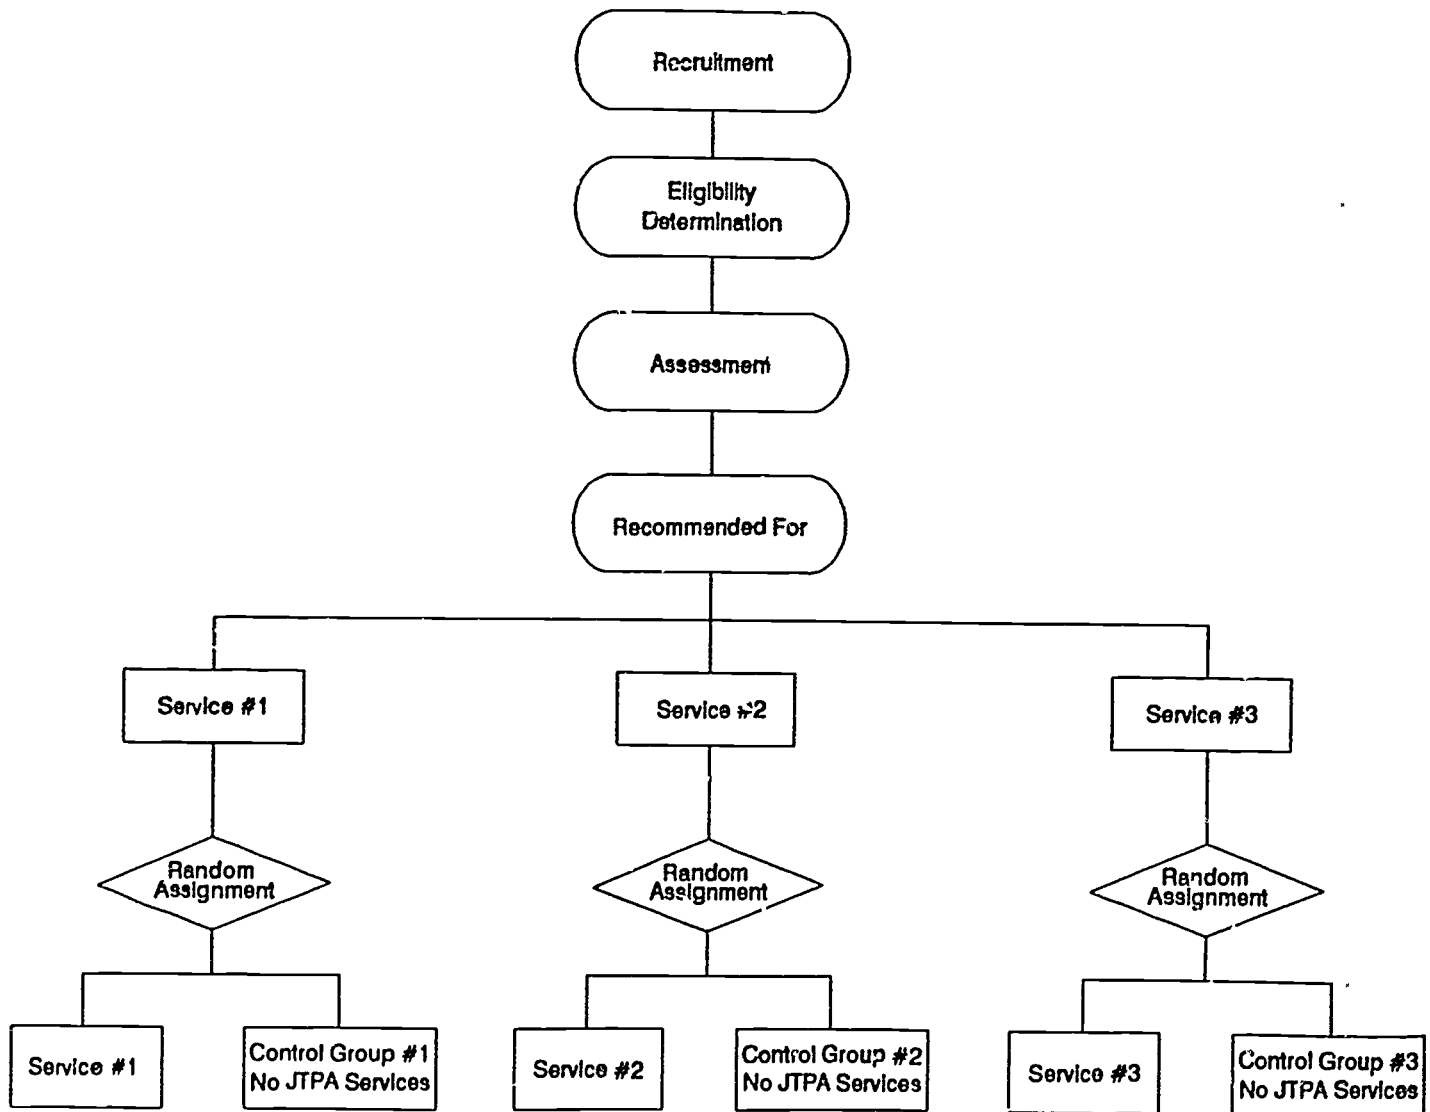 Recruitment
Eligibility
Determination
Assessment
Recommended For
Service #1
Service #2
Service #3
Random
Assignment
Random
Assignment
Random
Assignment
Service #1
Control Group #1
No JTPA Services
Service #2
Control Group #2
No JTPA Services
Service #3
Control Group #3
No JTPA Services